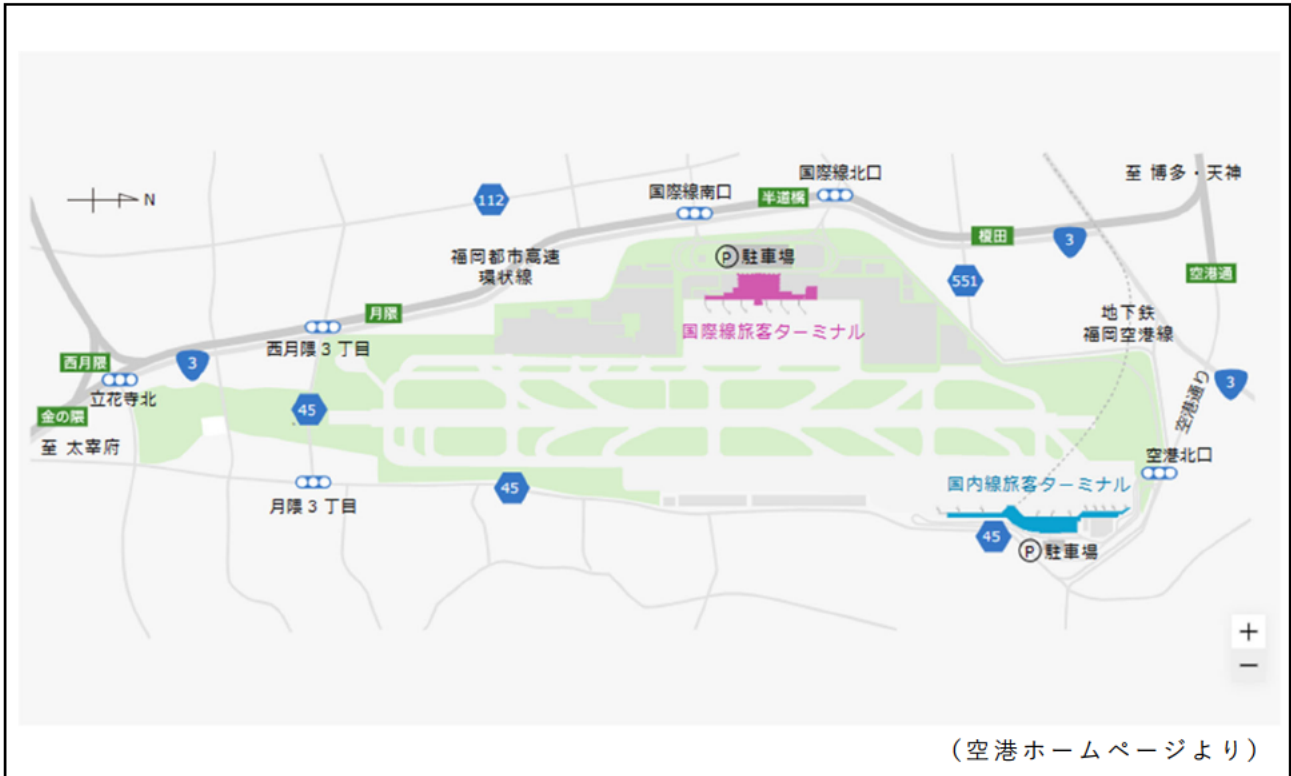 国際線北口
至 博多・天神
国際線南口
半道橋
N
112
榎田
3
福岡都市高速
環状線
P 駐車場
空港通
551
国際線旅客ターミナル
地下鉄
福岡空港線
月隈
西月隈3丁目
西月隈
3
立花寺北
3
金の隈
45
空港通り
至 太宰府
空港北口
月隈3丁目
45
国内線旅客ターミナル
45
P 駐車場
+
−
(空港ホームページより)